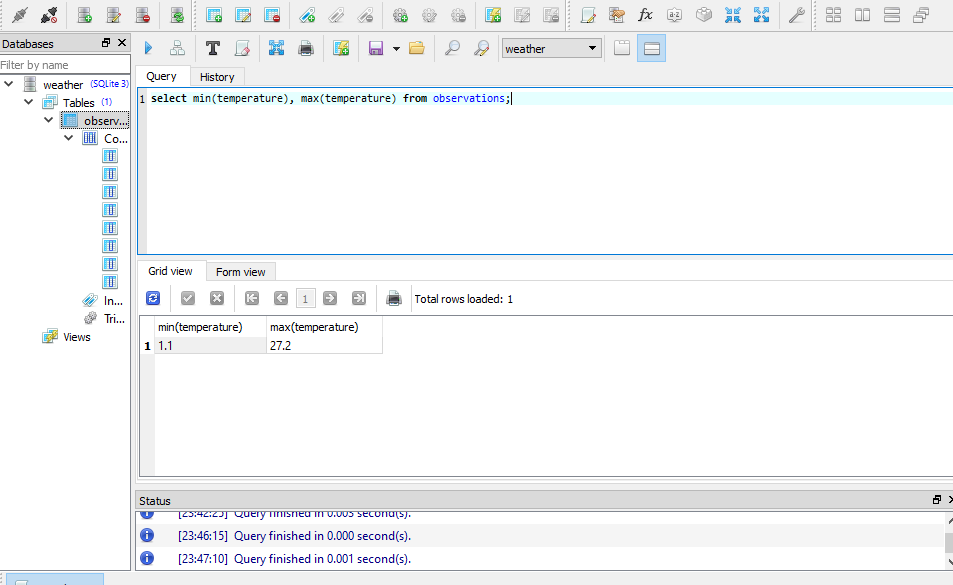 Databases
Filter by name
weather (SQLite 3)
Tables (1)
observ...
Co...
In...
Tri...
Views
weather
Query History
1 select min(temperature), max(temperature) from observations;
Grid view Form view
1 Total rows loaded: 1
min(temperature) max(temperature)
1 1.1 27.2
Status
[23:42:25] Query finished in 0.003 second(s).
[23:46:15] Query finished in 0.000 second(s).
[23:47:10] Query finished in 0.001 second(s).